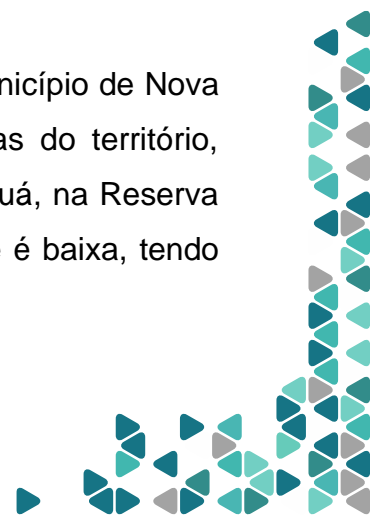 nicípio de Nova
as do território,
uá, na Reserva
é baixa, tendo